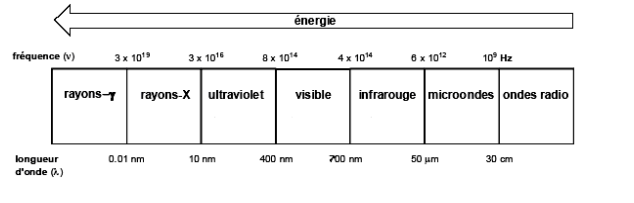 énergie
fréquence (ν) 3 x 10¹⁹ 3 x 10¹⁶ 8 x 10¹⁴ 4 x 10¹⁴ 6 x 10¹² 10⁹ Hz
rayons–γ rayons-X ultraviolet visible infrarouge microondes ondes radio
longueur
d'onde (λ) 0.01 nm 10 nm 400 nm 700 nm 50 μm 30 cm